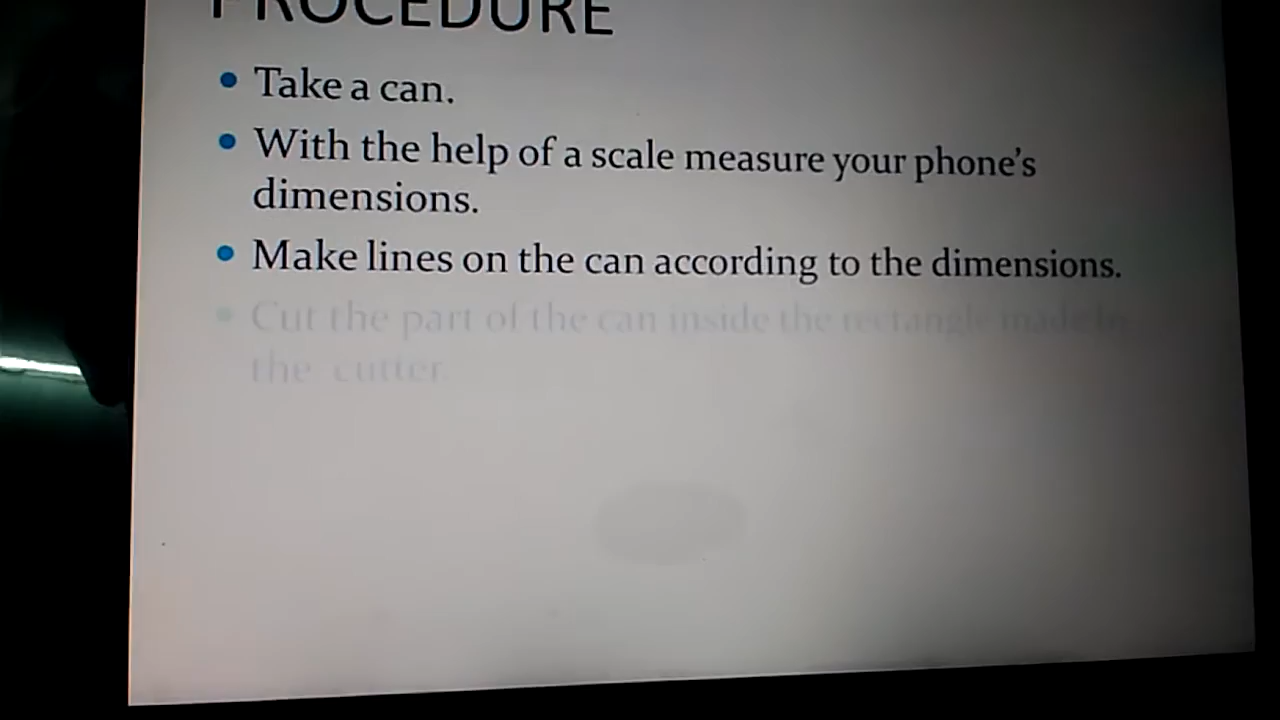 PROCEDURE
Take a can.
With the help of a scale measure your phone's
dimensions.
Make lines on the can according to the dimensions.
Cut the part of the can inside the rectangle made by
the cutter.